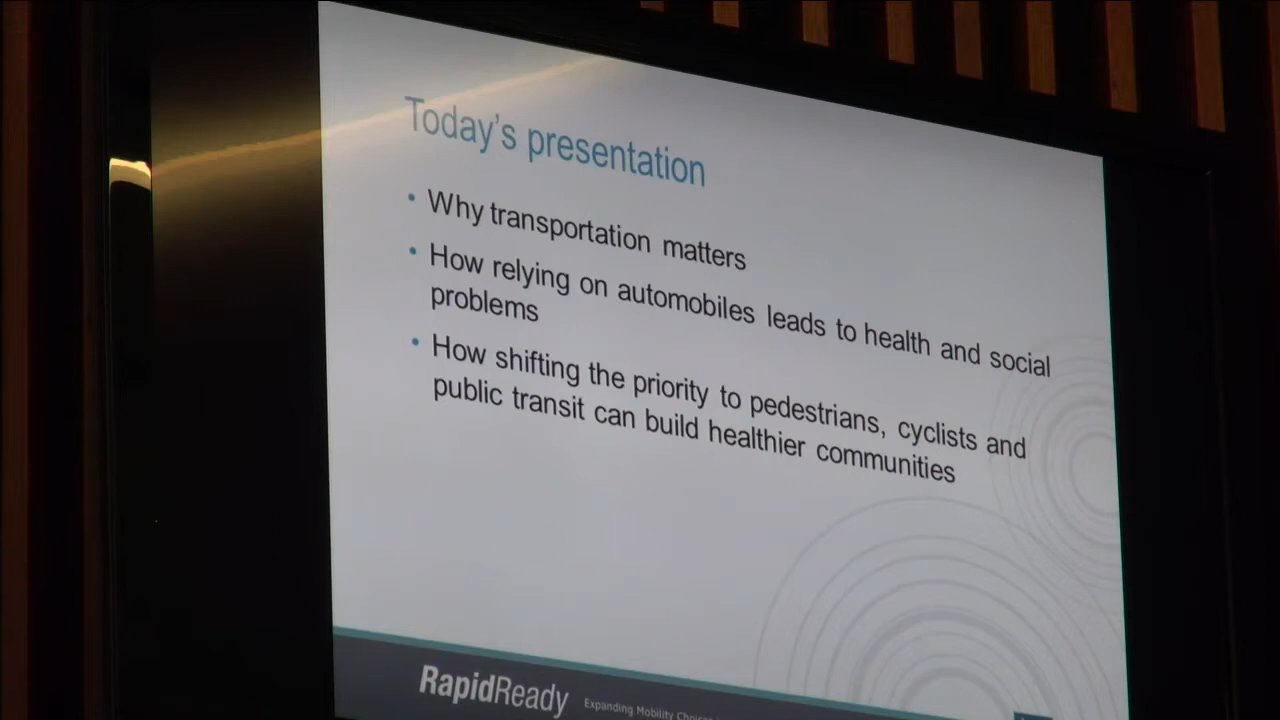 Today's presentation
• Why transportation matters
• How relying on automobiles leads to health and social
problems
• How shifting the priority to pedestrians, cyclists and
public transit can build healthier communities
RapidReady
Expanding Mobility Choices